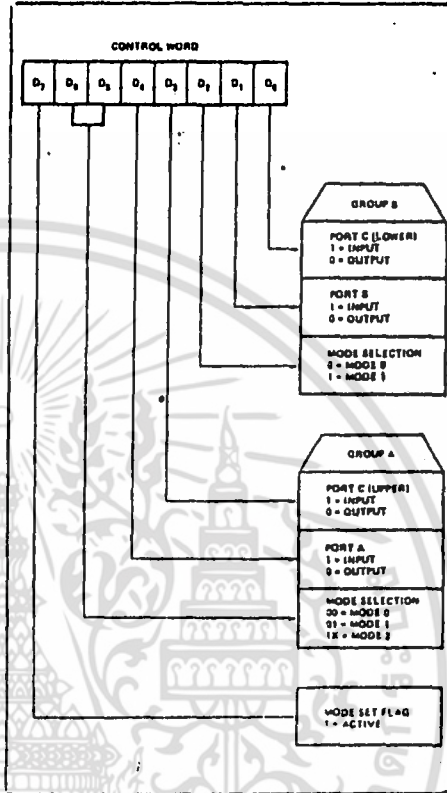 CONTROL WORD
D7 D6 D5 D4 D3 D2 D1 D0
GROUP B
PORT C (LOWER)
1 = INPUT
0 = OUTPUT
PORT B
1 = INPUT
0 = OUTPUT
MODE SELECTION
0 = MODE 0
1 = MODE 1
GROUP A
PORT C (UPPER)
1 = INPUT
0 = OUTPUT
PORT A
1 = INPUT
0 = OUTPUT
MODE SELECTION
00 = MODE 0
01 = MODE 1
1X = MODE 2
MODE SET FLAG
1 = ACTIVE